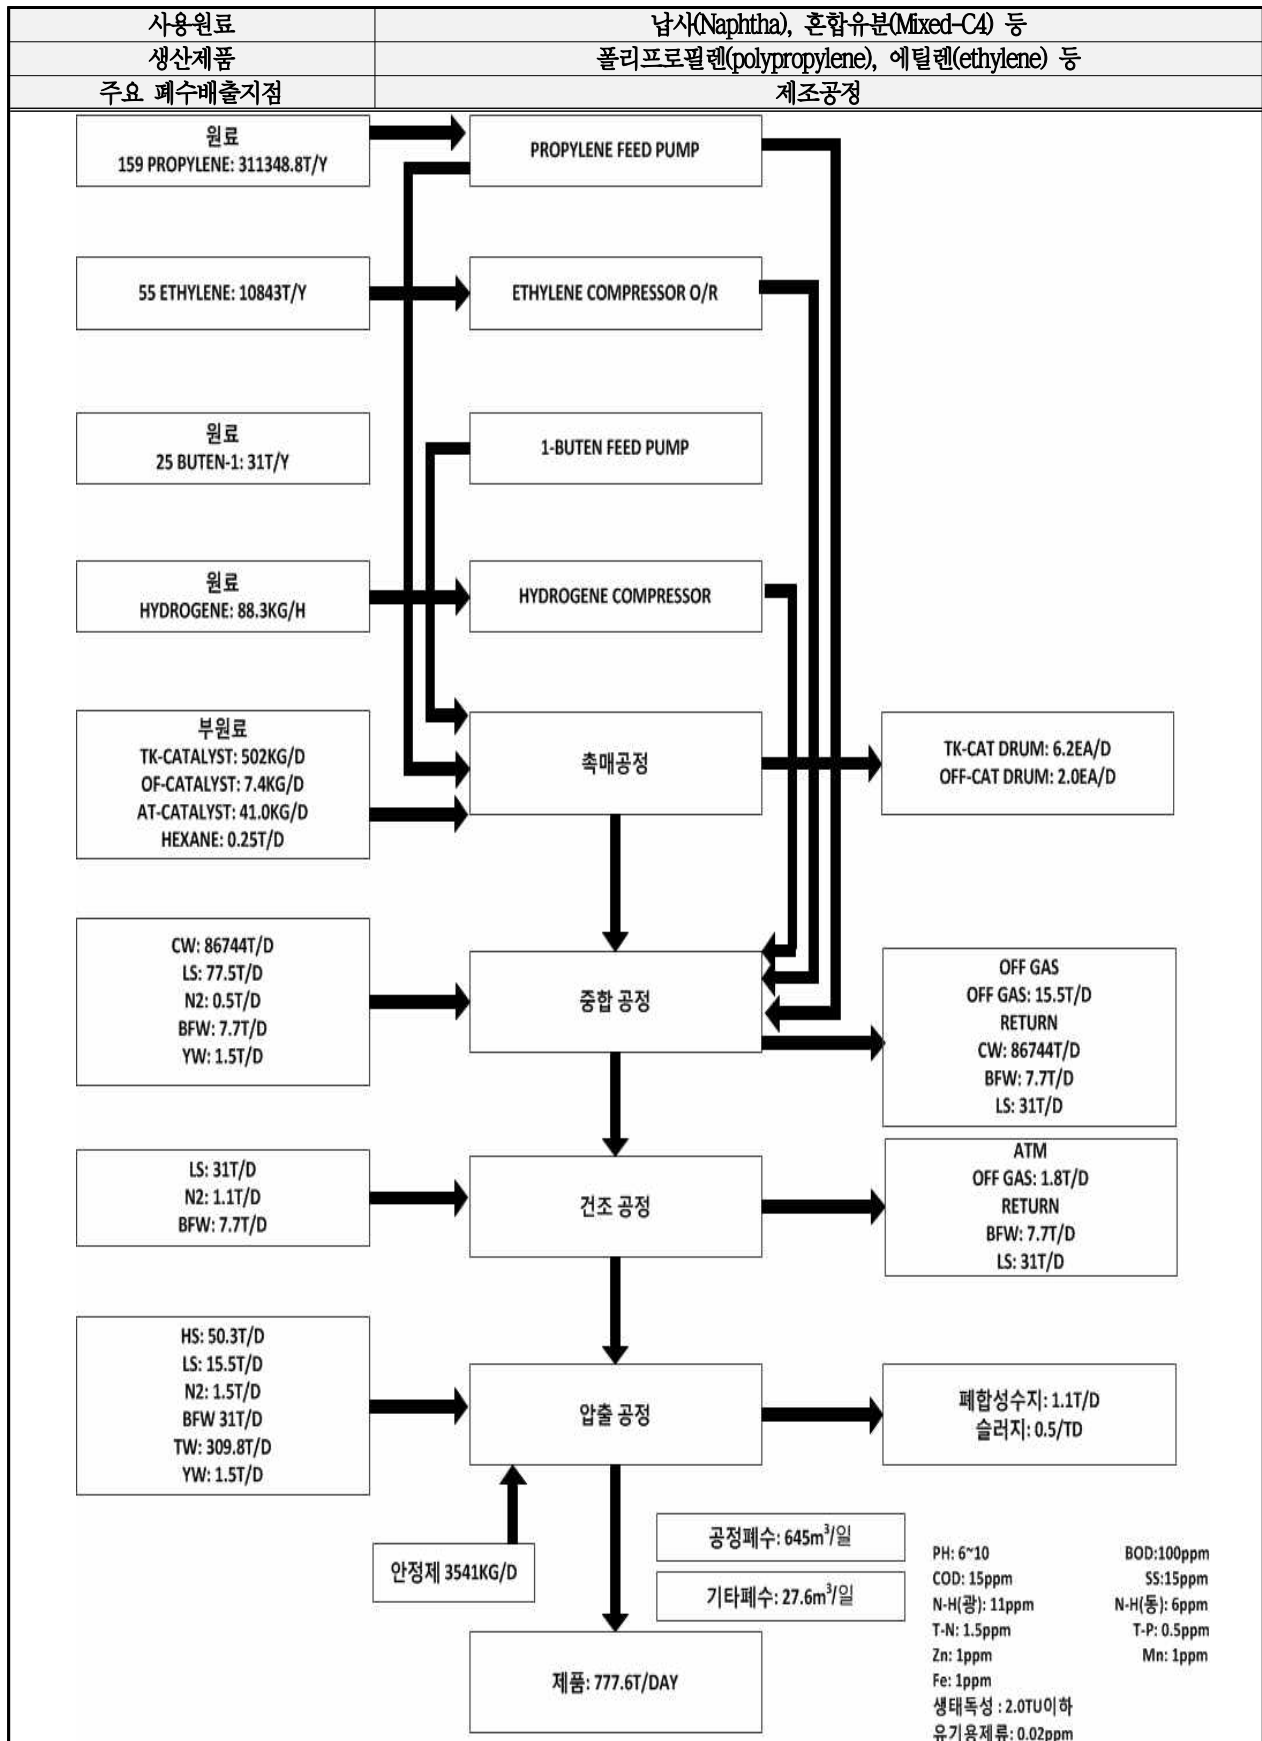 사용원료 납사(Naphtha), 혼합유분(Mixed-C4) 등
생산제품 폴리프로필렌(polypropylene), 에틸렌(ethylene) 등
주요 폐수배출지점 제조공정
원료
159 PROPYLENE: 311348.8T/Y
PROPYLENE FEED PUMP
55 ETHYLENE: 10843T/Y
ETHYLENE COMPRESSOR O/R
원료
25 BUTEN-1: 31T/Y
1-BUTEN FEED PUMP
원료
HYDROGENE: 88.3KG/H
HYDROGENE COMPRESSOR
부원료
TK-CATALYST: 502KG/D
OF-CATALYST: 7.4KG/D
AT-CATALYST: 41.0KG/D
HEXANE: 0.25T/D
촉매공정
TK-CAT DRUM: 6.2EA/D
OFF-CAT DRUM: 2.0EA/D
CW: 86744T/D
LS: 77.5T/D
N2: 0.5T/D
BFW: 7.7T/D
YW: 1.5T/D
중합 공정
OFF GAS
OFF GAS: 15.5T/D
RETURN
CW: 86744T/D
BFW: 7.7T/D
LS: 31T/D
LS: 31T/D
N2: 1.1T/D
BFW: 7.7T/D
건조 공정
ATM
OFF GAS: 1.8T/D
RETURN
BFW: 7.7T/D
LS: 31T/D
HS: 50.3T/D
LS: 15.5T/D
N2: 1.5T/D
BFW 31T/D
TW: 309.8T/D
YW: 1.5T/D
압출 공정
폐합성수지: 1.1T/D
슬러지: 0.5/TD
안정제 3541KG/D
공정폐수: 645m³/일
기타폐수: 27.6m³/일
제품: 777.6T/DAY
PH: 6~10 BOD:100ppm
COD: 15ppm SS:15ppm
N-H(광): 11ppm N-H(동): 6ppm
T-N: 1.5ppm T-P: 0.5ppm
Zn: 1ppm Mn: 1ppm
Fe: 1ppm
생태독성 : 2.0TU이하
유기용제류: 0.02ppm